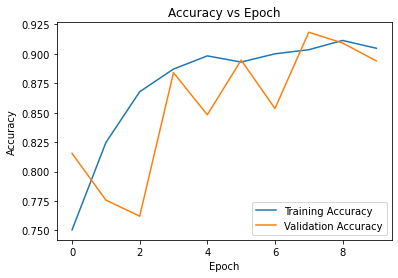 Accuracy vs Epoch
Accuracy
0.925
0.900
0.875
0.850
0.825
0.800
0.775
0.750
0 2 4 6 8
Epoch
Training Accuracy
Validation Accuracy